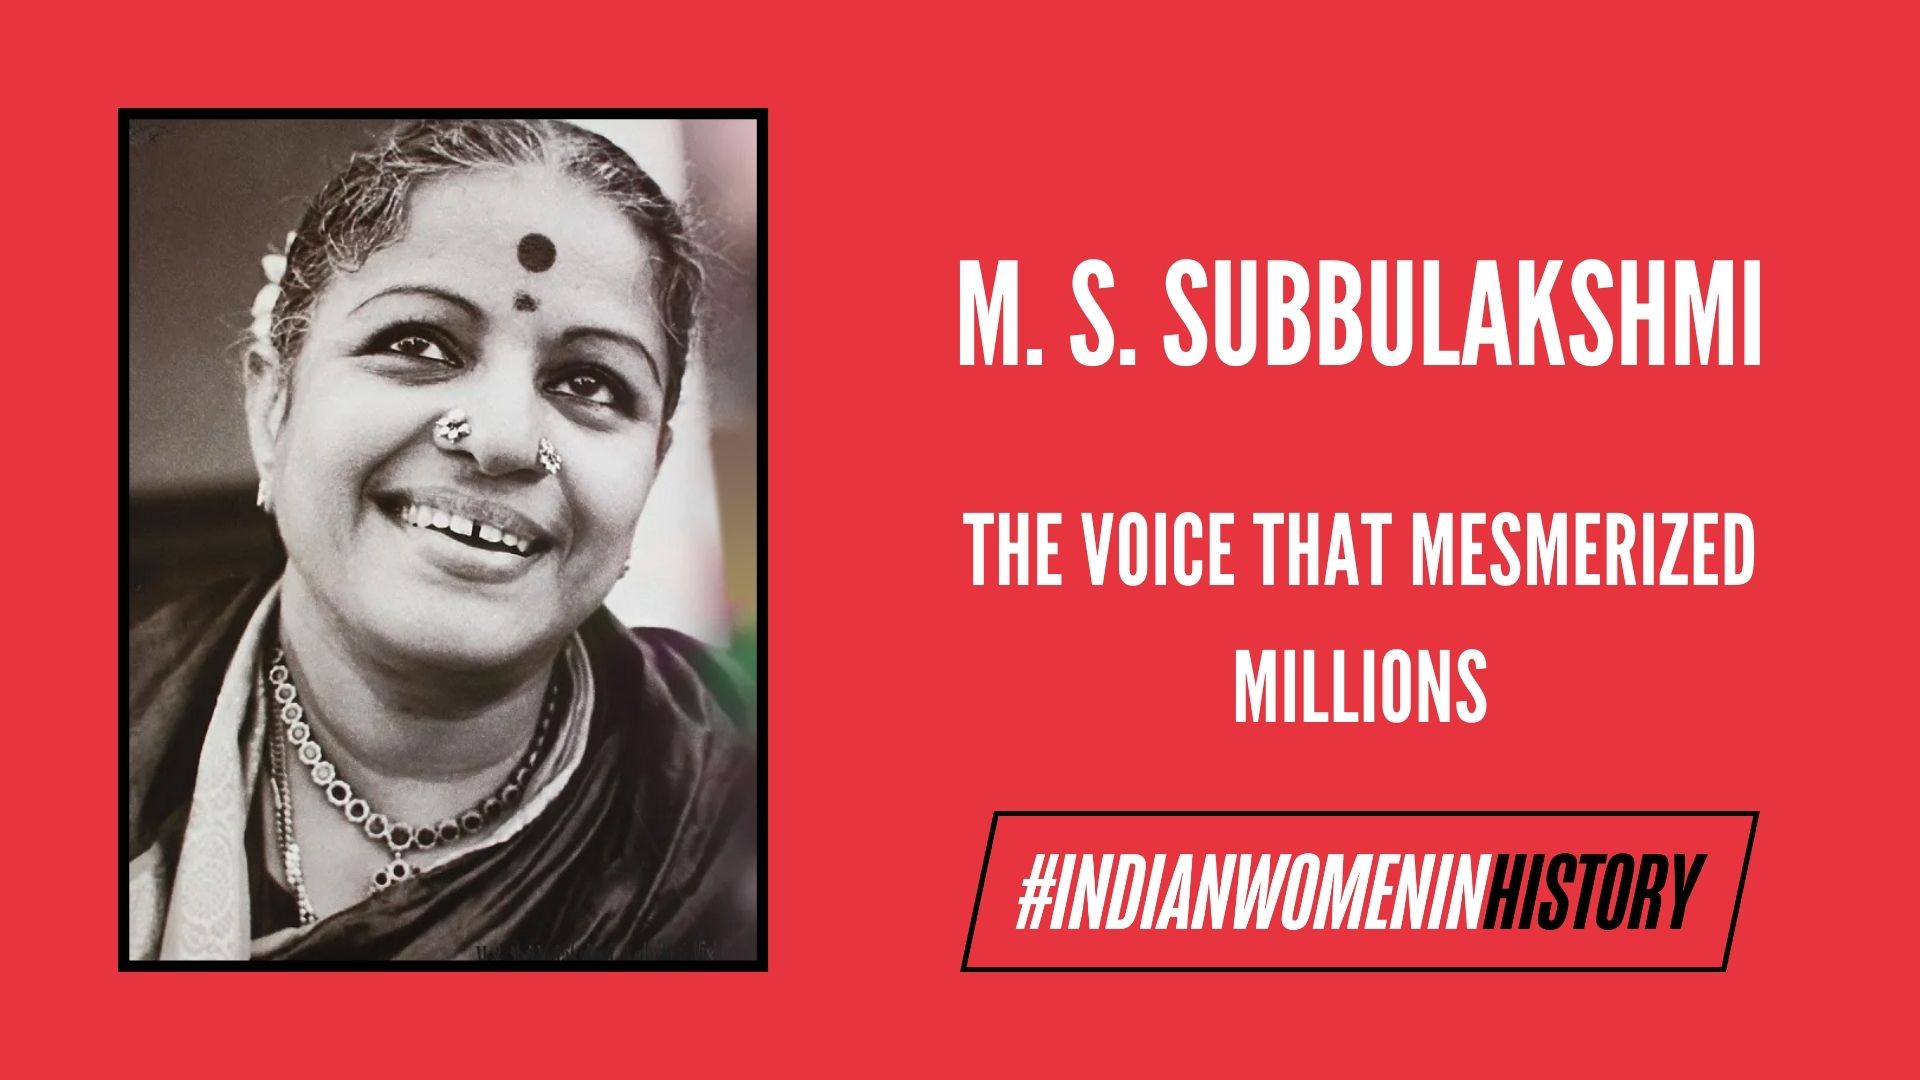 M. S. SUBBULAKSHMI
THE VOICE THAT MESMERIZED
MILLIONS
#INDIANWOMENINHISTORY